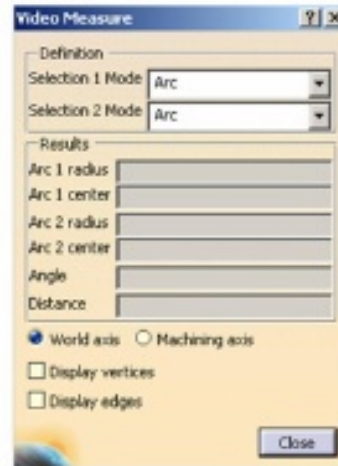 Video Measure
Definition
Selection 1 Mode Arc
Selection 2 Mode Arc
Results
Arc 1 radius
Arc 1 center
Arc 2 radius
Arc 2 center
Angle
Distance
World axis Machining axis
Display vertices
Display edges
Close